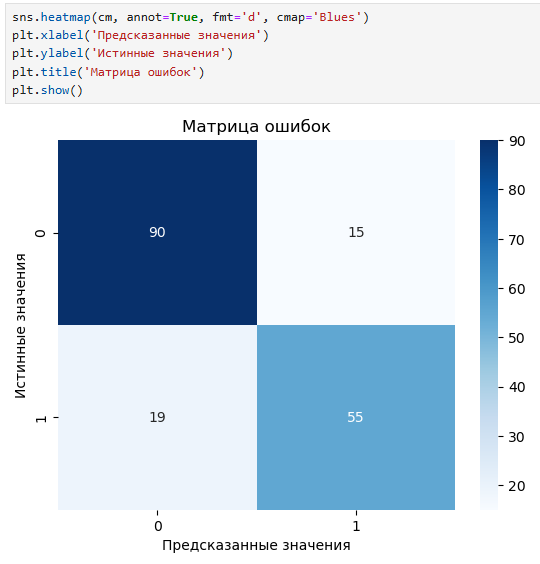 sns.heatmap(cm, annot=True, fmt='d', cmap='Blues')
plt.xlabel('Предсказанные значения')
plt.ylabel('Истинные значения')
plt.title('Матрица ошибок')
plt.show()
Матрица ошибок
90
15
19
55
0
1
Истинные значения
0
1
Предсказанные значения
90
80
70
60
50
40
30
20